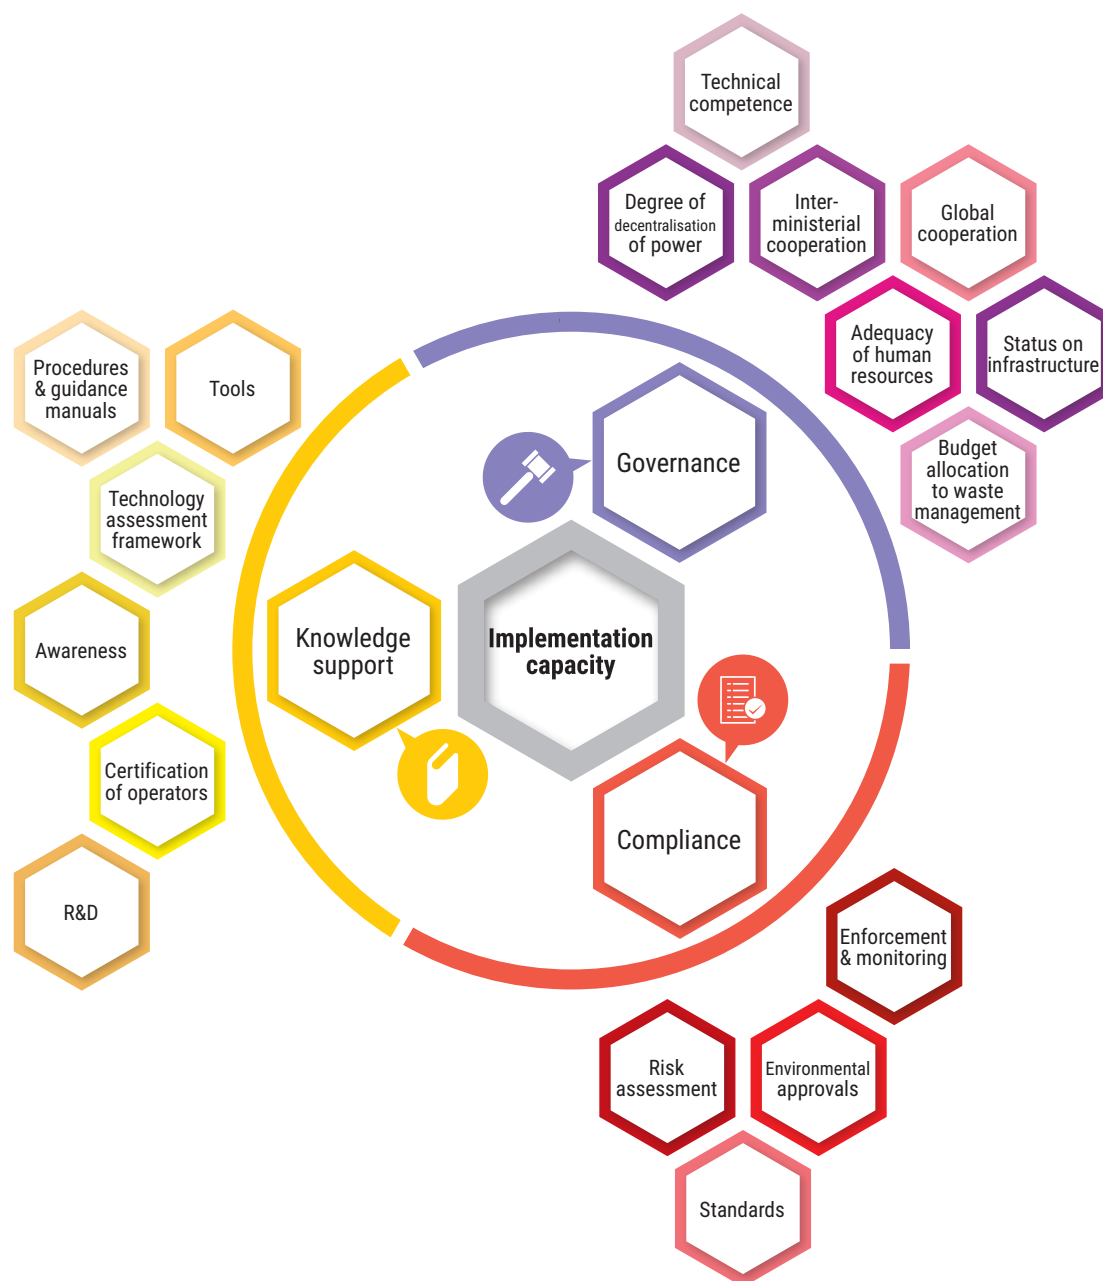 Technical
competence
Degree of
decentralisation
of power
Inter-
ministerial
cooperation
Global
cooperation
Adequacy
of human
resources
Status on
infrastructure
Budget
allocation
to waste
management
Procedures
& guidance
manuals
Tools
Technology
assessment
framework
Awareness
Certification
of operators
R&D
Governance
Knowledge
support
Implementation
capacity
Compliance
Enforcement
& monitoring
Risk
assessment
Environmental
approvals
Standards